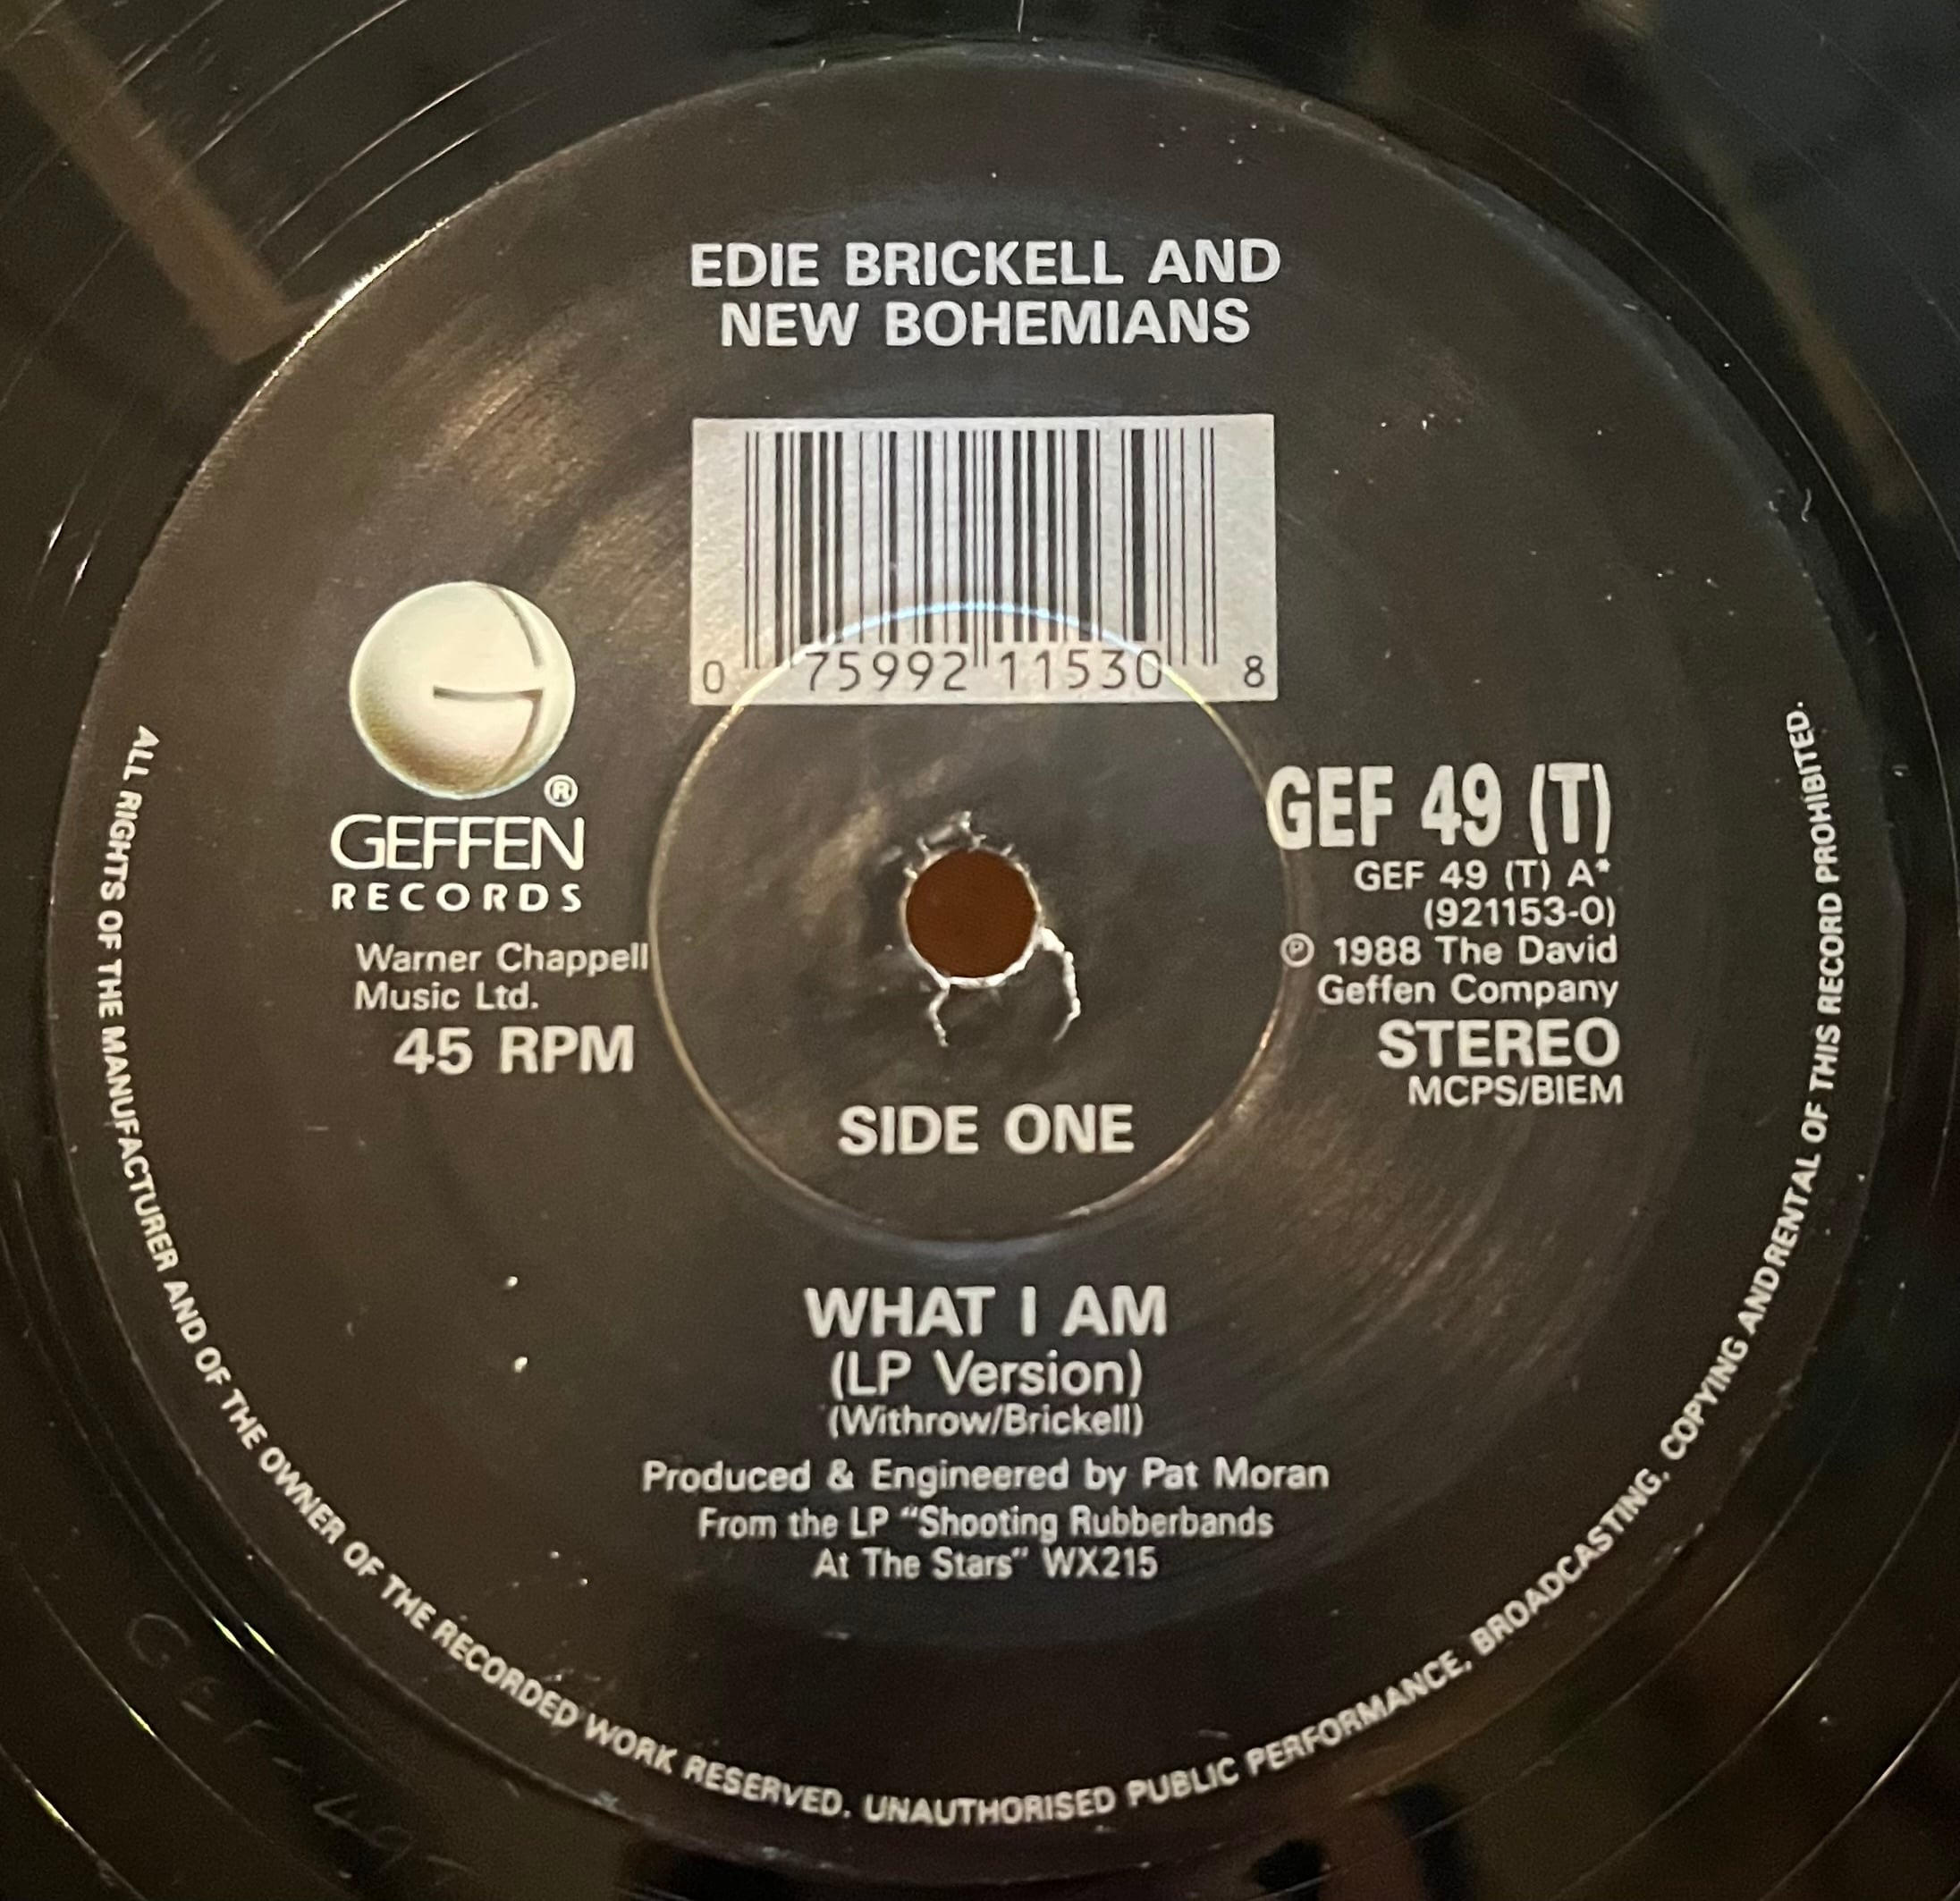 EDIE BRICKELL AND
NEW BOHEMIANS
0 75992 11530 8
®
GEFFEN
RECORDS
Warner Chappell
Music Ltd.
45 RPM
GEF 49 (T)
GEF 49 (T) A*
(921153-0)
℗ 1988 The David
Geffen Company
STEREO
MCPS/BIEM
SIDE ONE
WHAT I AM
(LP Version)
(Withrow/Brickell)
Produced & Engineered by Pat Moran
From the LP “Shooting Rubberbands
At The Stars” WX215
ALL RIGHTS OF THE MANUFACTURER AND OF THE OWNER OF THE RECORDED WORK RESERVED. UNAUTHORISED PUBLIC PERFORMANCE, BROADCASTING, COPYING AND RENTAL OF THIS RECORD PROHIBITED.